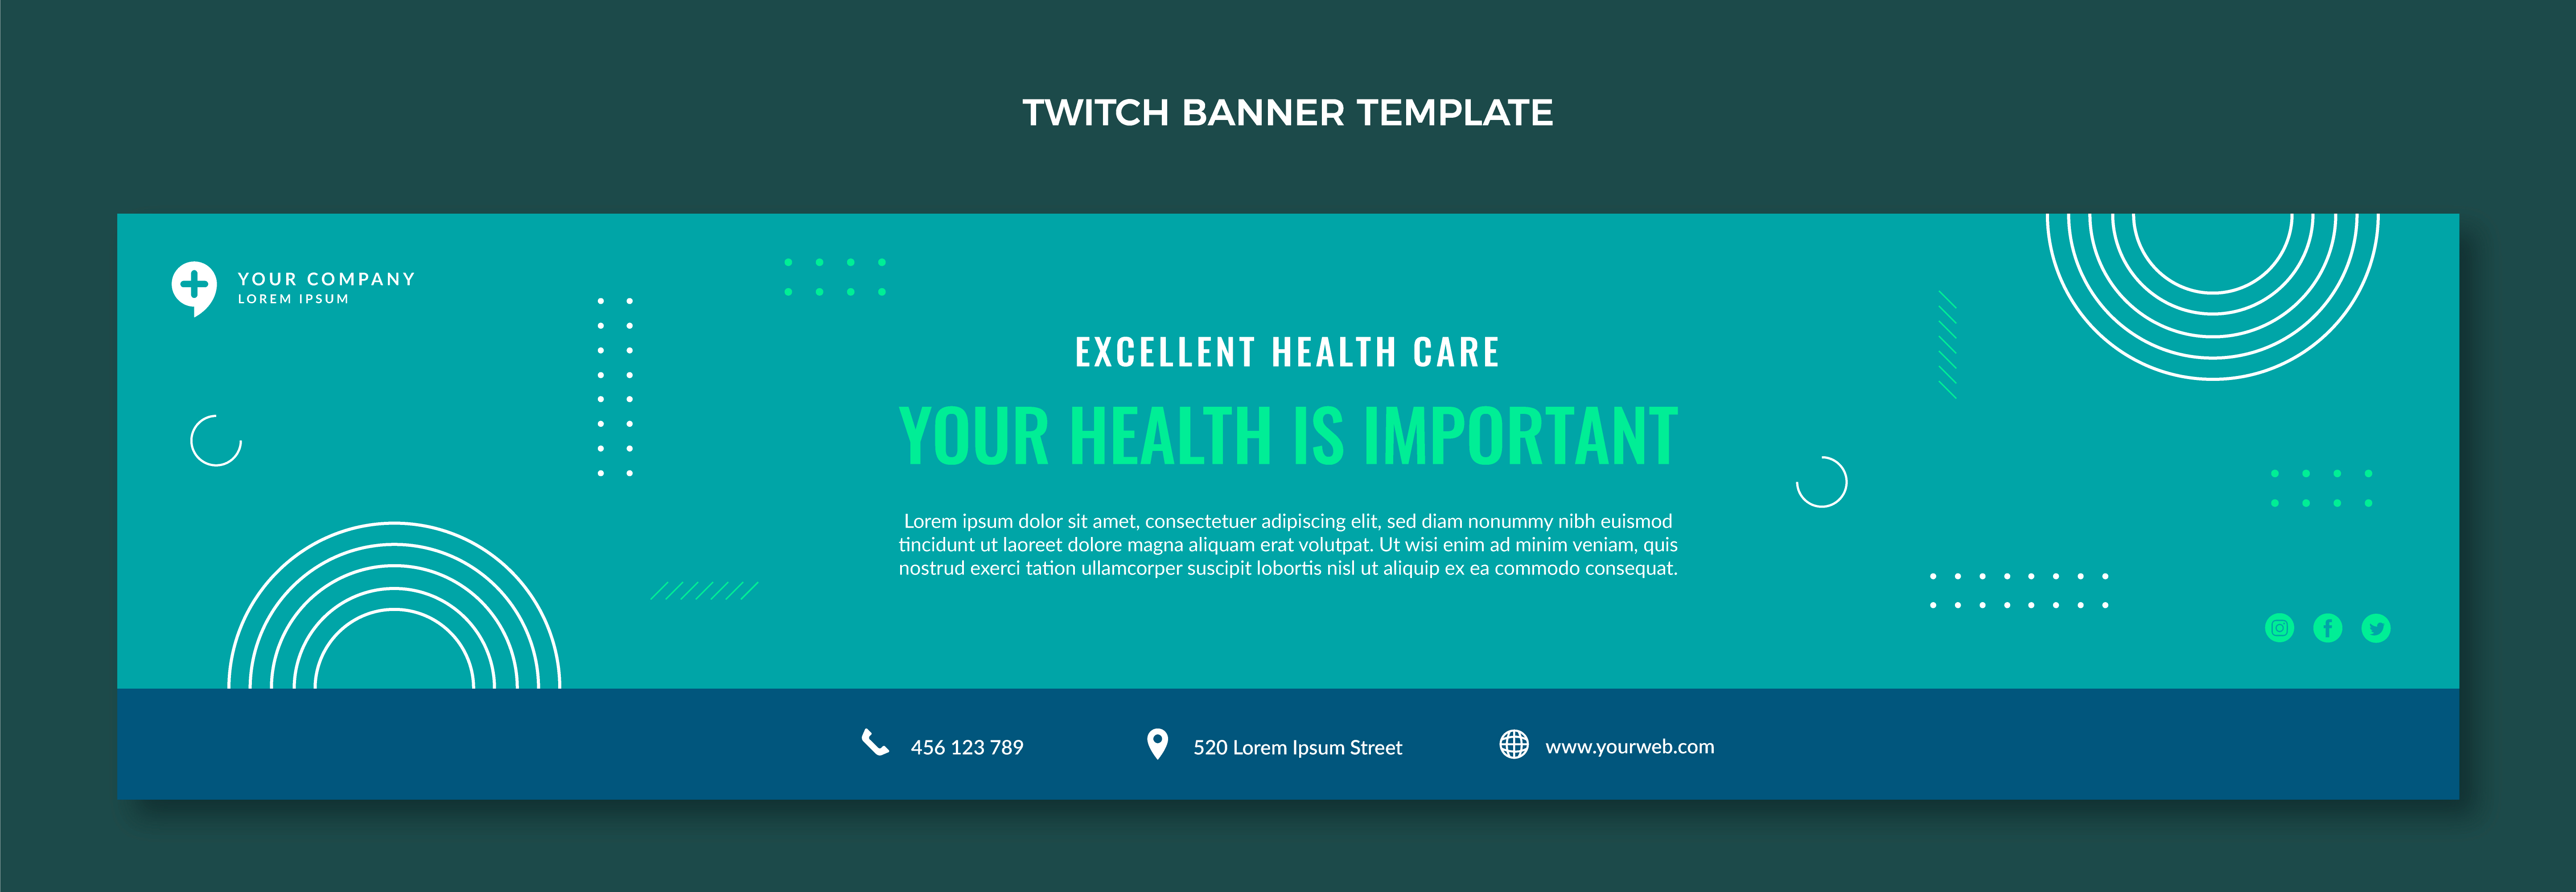 TWITCH BANNER TEMPLATE
YOUR COMPANY
LOREM IPSUM
EXCELLENT HEALTH CARE
YOUR HEALTH IS IMPORTANT
Lorem ipsum dolor sit amet, consectetuer adipiscing elit, sed diam nonummy nibh euismod
tincidunt ut laoreet dolore magna aliquam erat volutpat. Ut wisi enim ad minim veniam, quis
nostrud exerci tation ullamcorper suscipit lobortis nisl ut aliquip ex ea commodo consequat.
456 123 789
520 Lorem Ipsum Street
www.yourweb.com